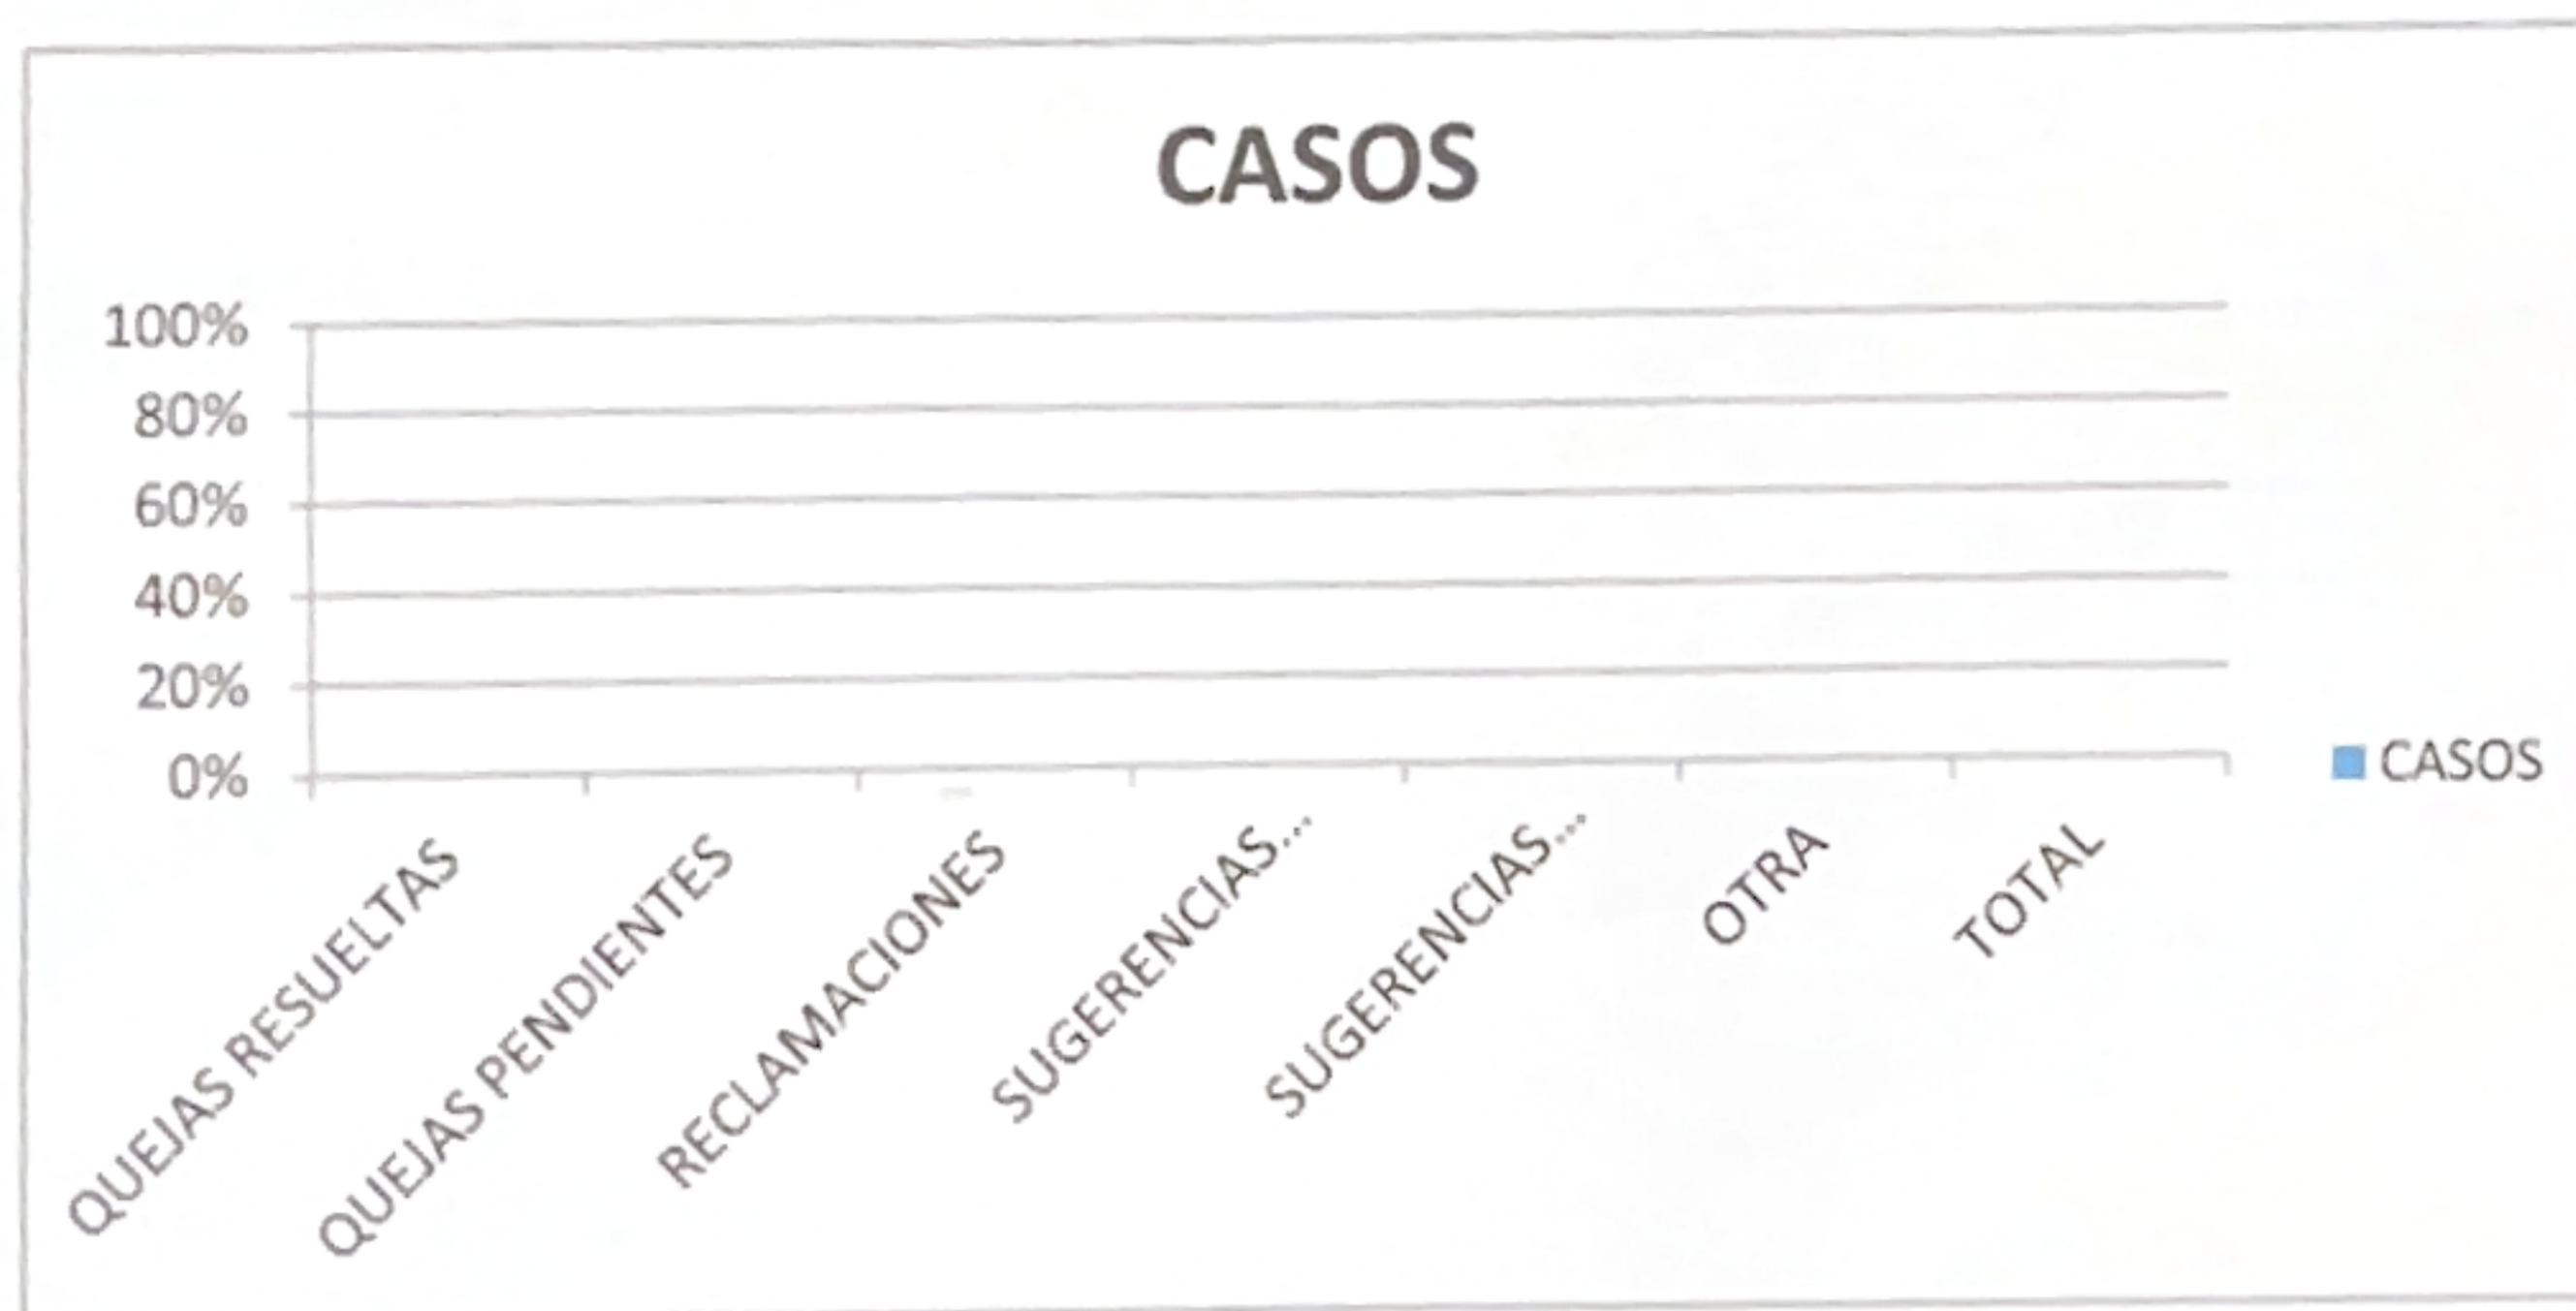 CASOS
100%
80%
60%
40%
20%
0%
QUEJAS RESUELTAS
QUEJAS PENDIENTES
RECLAMACIONES
SUGERENCIAS...
SUGERENCIAS...
OTRA
TOTAL
CASOS